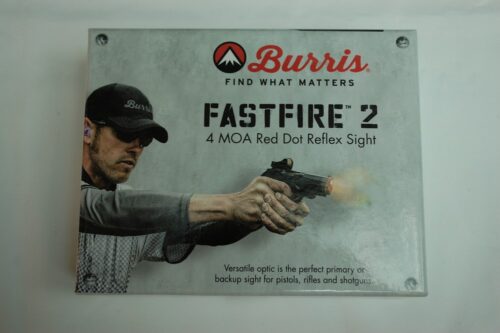 Burris®
FIND WHAT MATTERS
FASTFIRE™ 2
4 MOA Red Dot Reflex Sight
Burris
Versatile optic is the perfect primary or
backup sight for pistols, rifles and shotguns.